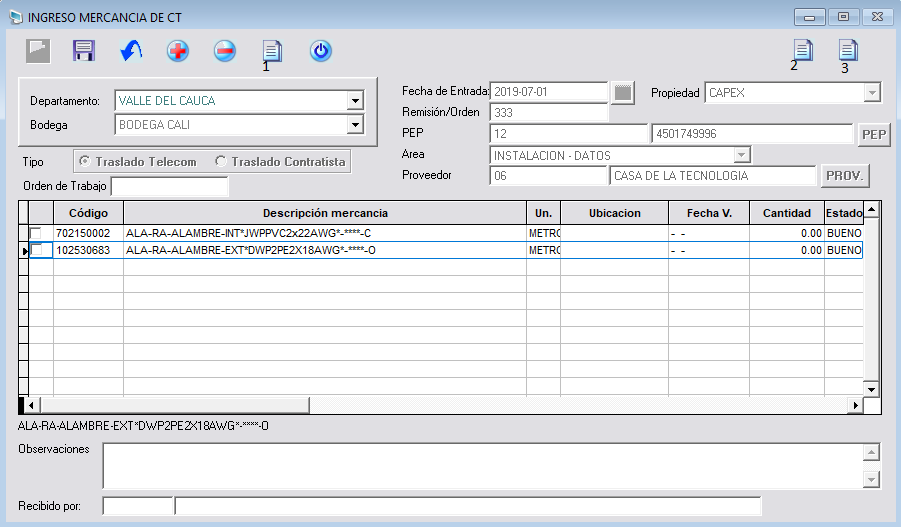 INGRESO MERCANCIA DE CT
1
2
3
Departamento: VALLE DEL CAUCA
Bodega BODEGA CALI
Fecha de Entrada: 2019-07-01
Propiedad CAPEX
Remisión/Orden 333
PEP 12 4501749996 PEP
Tipo Traslado Telecom Traslado Contratista
Area INSTALACION - DATOS
Orden de Trabajo
Proveedor 06 CASA DE LA TECNOLOGIA PROV.
Código Descripción mercancia Un. Ubicacion Fecha V. Cantidad Estado
702150002 ALA-RA-ALAMBRE-INT*JWPPVC2x22AWG*-****-C METRO - - 0.00 BUENO
102530683 ALA-RA-ALAMBRE-EXT*DWP2PE2X18AWG*-****-O METRO - - 0.00 BUENO
ALA-RA-ALAMBRE-EXT*DWP2PE2X18AWG*-****-O
Observaciones
Recibido por: